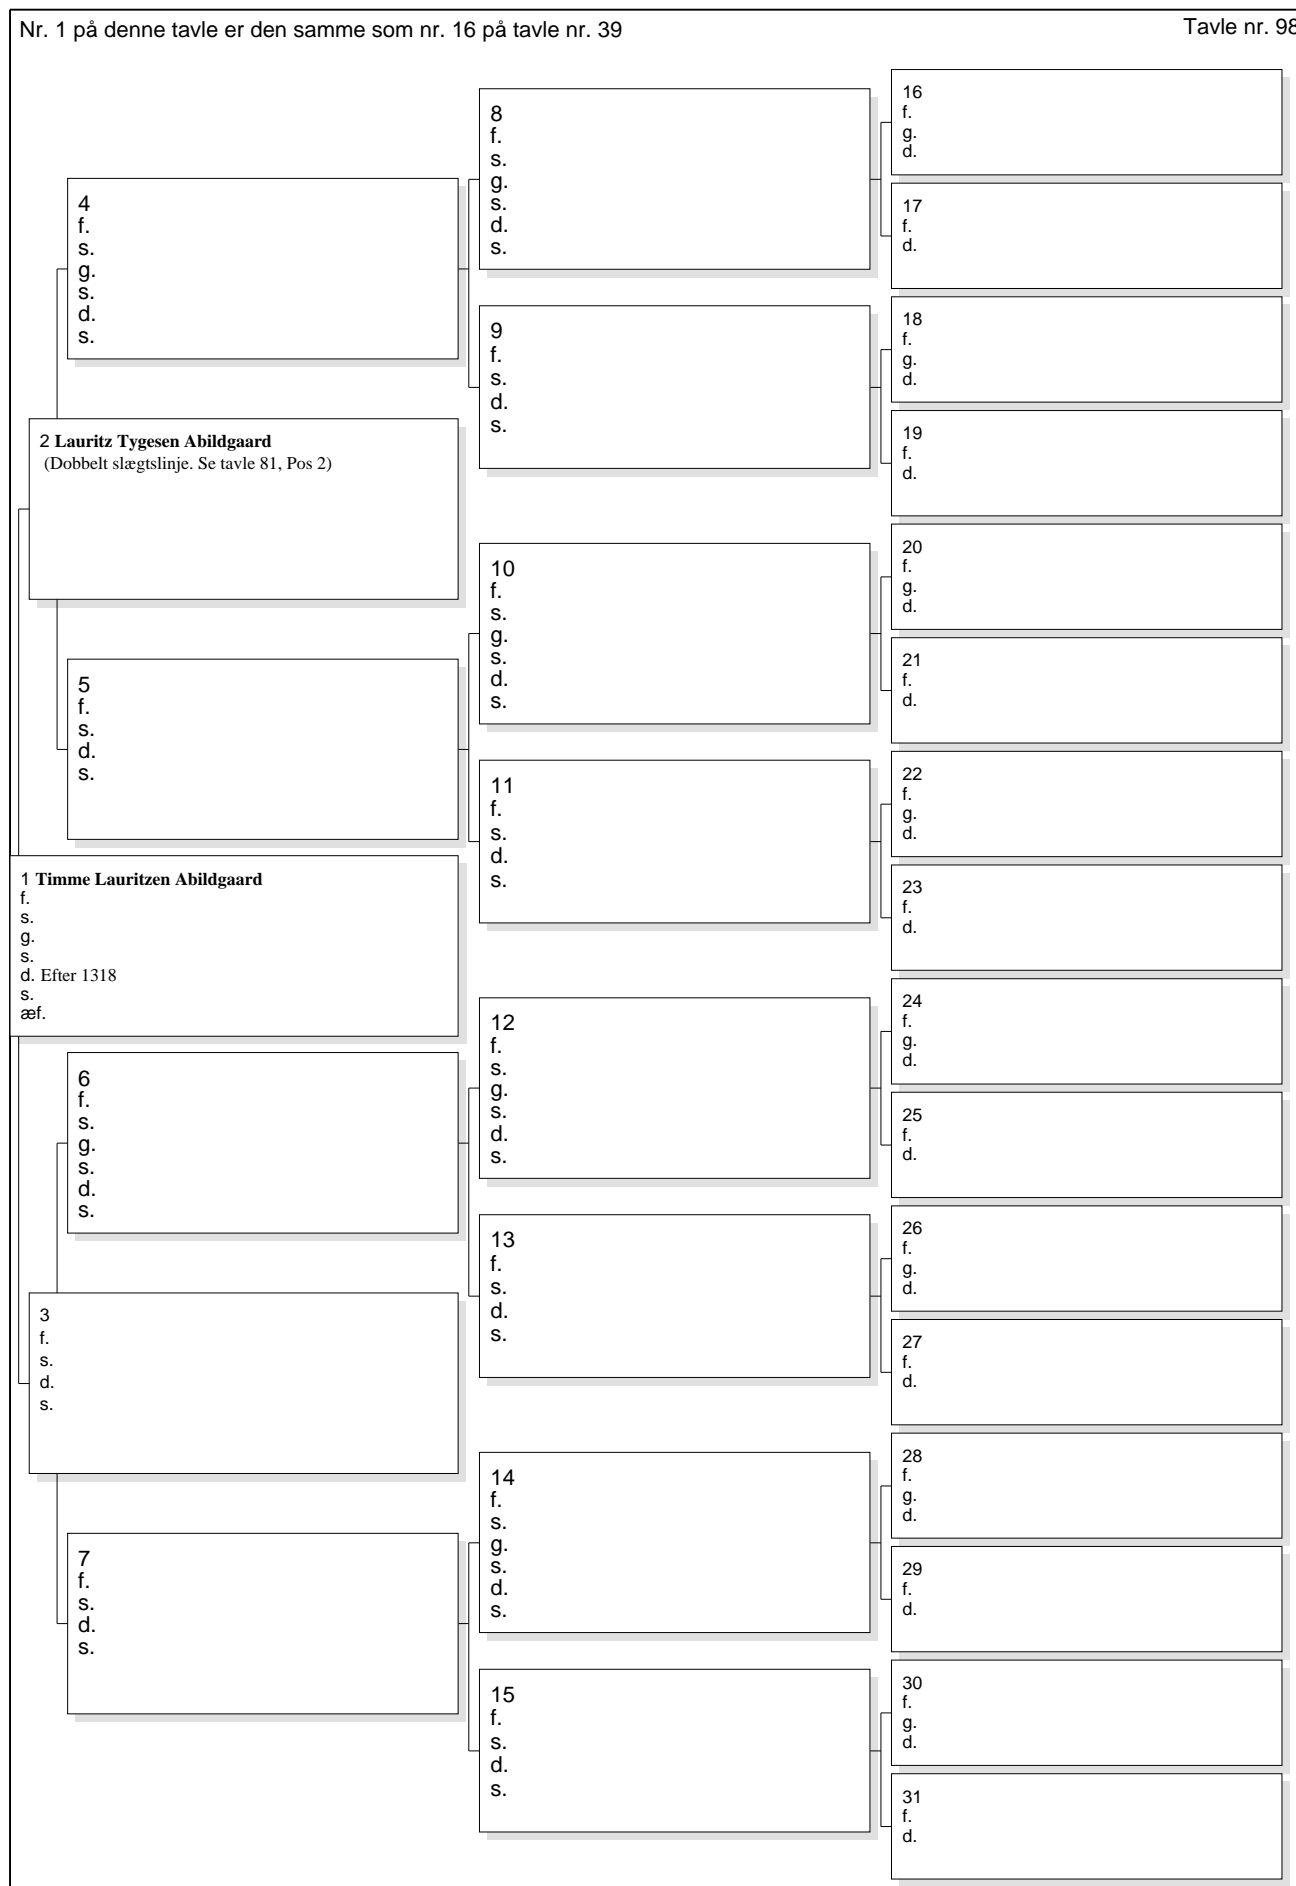 Nr. 1 på denne tavle er den samme som nr. 16 på tavle nr. 39
Tavle nr. 98
4
f.
s.
g.
s.
d.
s.
2 Lauritz Tygesen Abildgaard
(Dobbelt slægtslinje. Se tavle 81, Pos 2)
5
f.
s.
d.
s.
1 Timme Lauritzen Abildgaard
f.
s.
g.
s.
d. Efter 1318
s.
æf.
6
f.
s.
g.
s.
d.
s.
3
f.
s.
d.
s.
7
f.
s.
d.
s.
8
f.
s.
g.
s.
d.
s.
9
f.
s.
d.
s.
10
f.
s.
g.
s.
d.
s.
11
f.
s.
d.
s.
12
f.
s.
g.
s.
d.
s.
13
f.
s.
d.
s.
14
f.
s.
g.
s.
d.
s.
15
f.
s.
d.
s.
16
f.
g.
d.
17
f.
d.
18
f.
g.
d.
19
f.
d.
20
f.
g.
d.
21
f.
d.
22
f.
g.
d.
23
f.
d.
24
f.
g.
d.
25
f.
d.
26
f.
g.
d.
27
f.
d.
28
f.
g.
d.
29
f.
d.
30
f.
g.
d.
31
f.
d.